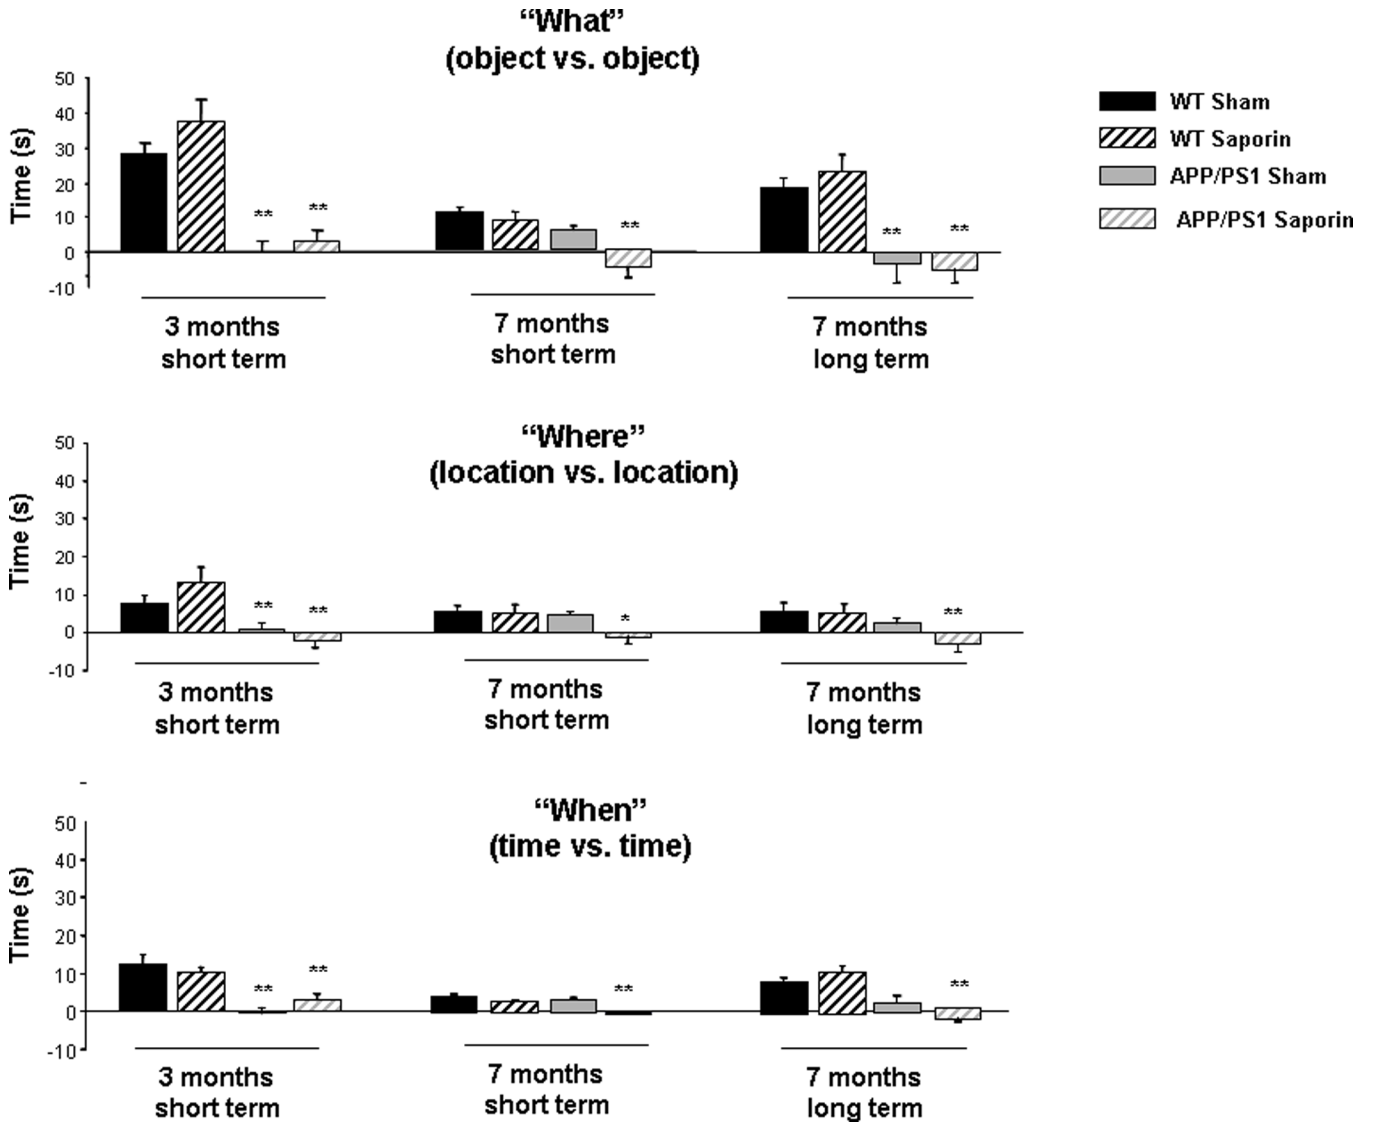 “What”
(object vs. object)
Time (s)
50
40
30
20
10
0
-10
** ** ** ** **
3 months 7 months 7 months
short term short term long term
WT Sham
WT Saporin
APP/PS1 Sham
APP/PS1 Saporin
“Where”
(location vs. location)
Time (s)
50
40
30
20
10
0
-10
** ** * **
3 months 7 months 7 months
short term short term long term
“When”
(time vs. time)
Time (s)
50
40
30
20
10
0
-10
** ** ** **
3 months 7 months 7 months
short term short term long term